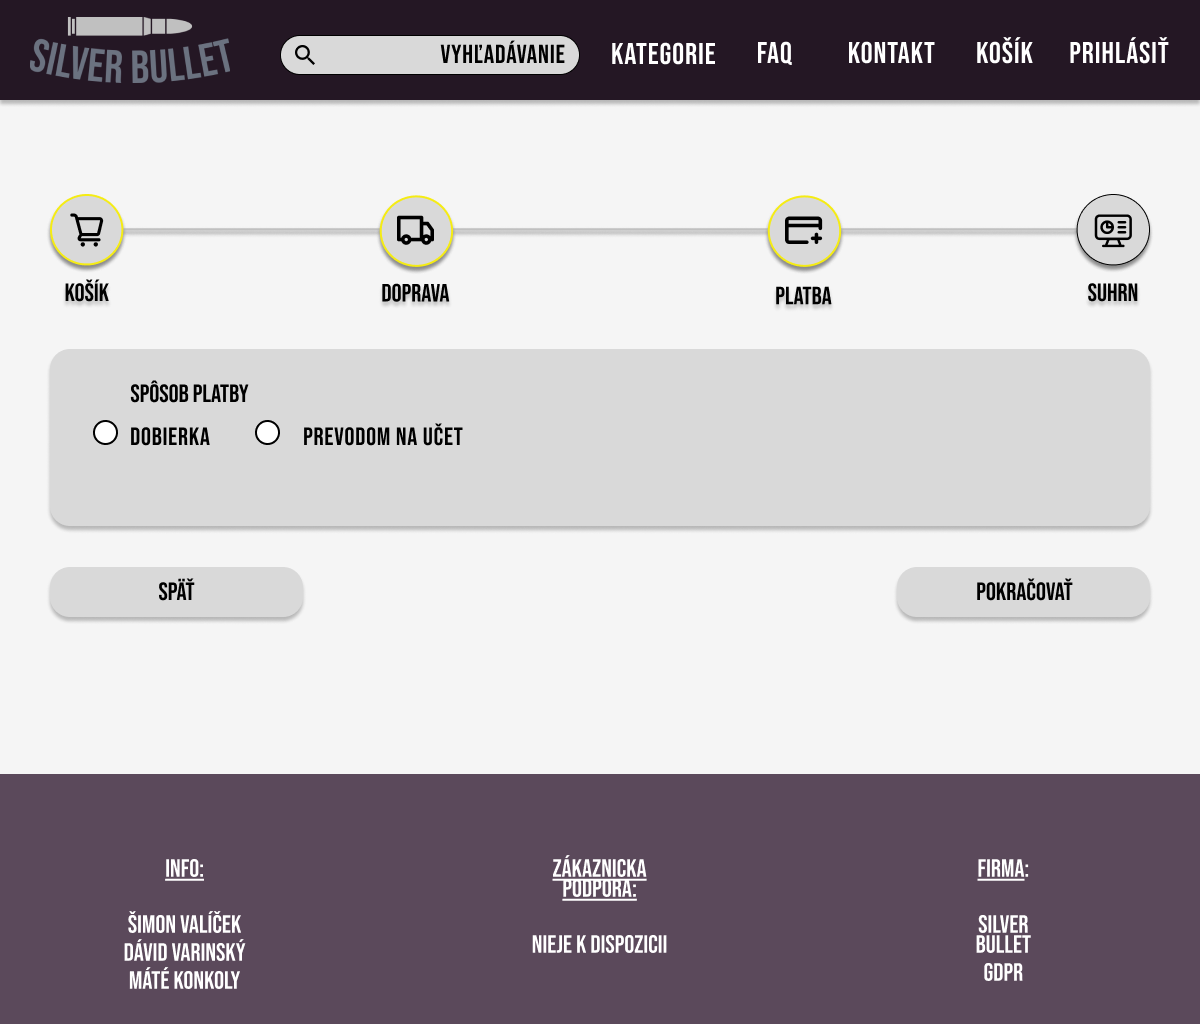 SILVER BULLET
VYHĽADÁVANIE
KATEGORIE
FAQ
KONTAKT
KOŠÍK
PRIHLÁSIŤ
KOŠÍK
DOPRAVA
PLATBA
SUHRN
SPÔSOB PLATBY
DOBIERKA
PREVODOM NA UČET
SPÄŤ
POKRAČOVAŤ
INFO:
ŠIMON VALÍČEK
DÁVID VARINSKÝ
MÁTÉ KONKOLY
ZÁKAZNICKA
PODPORA:
NIEJE K DISPOZICII
FIRMA:
SILVER
BULLET
GDPR